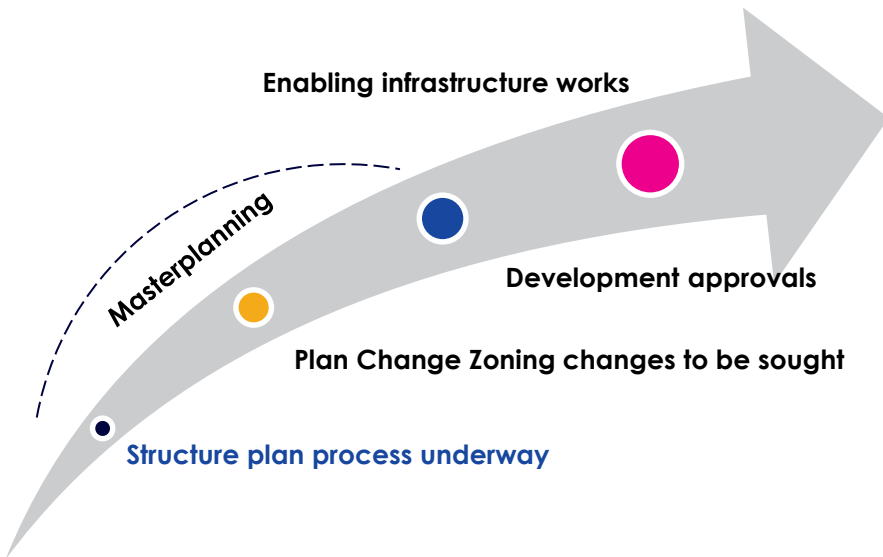 Enabling infrastructure works
Masterplanning
Development approvals
Plan Change Zoning changes to be sought
Structure plan process underway